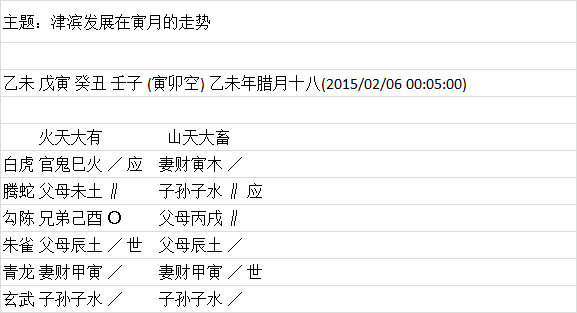 主题：津滨发展在寅月的走势
乙未 戊寅 癸丑 壬子 (寅卯空) 乙未年腊月十八(2015/02/06 00:05:00)
火天大有 山天大畜
白虎 官鬼巳火 ／ 应 妻财寅木 ／
腾蛇 父母未土 ∥ 子孙子水 ∥ 应
勾陈 兄弟己酉 〇 父母丙戌 ∥
朱雀 父母辰土 ／ 世 父母辰土 ／
青龙 妻财甲寅 ／ 妻财甲寅 ／ 世
玄武 子孙子水 ／ 子孙子水 ／